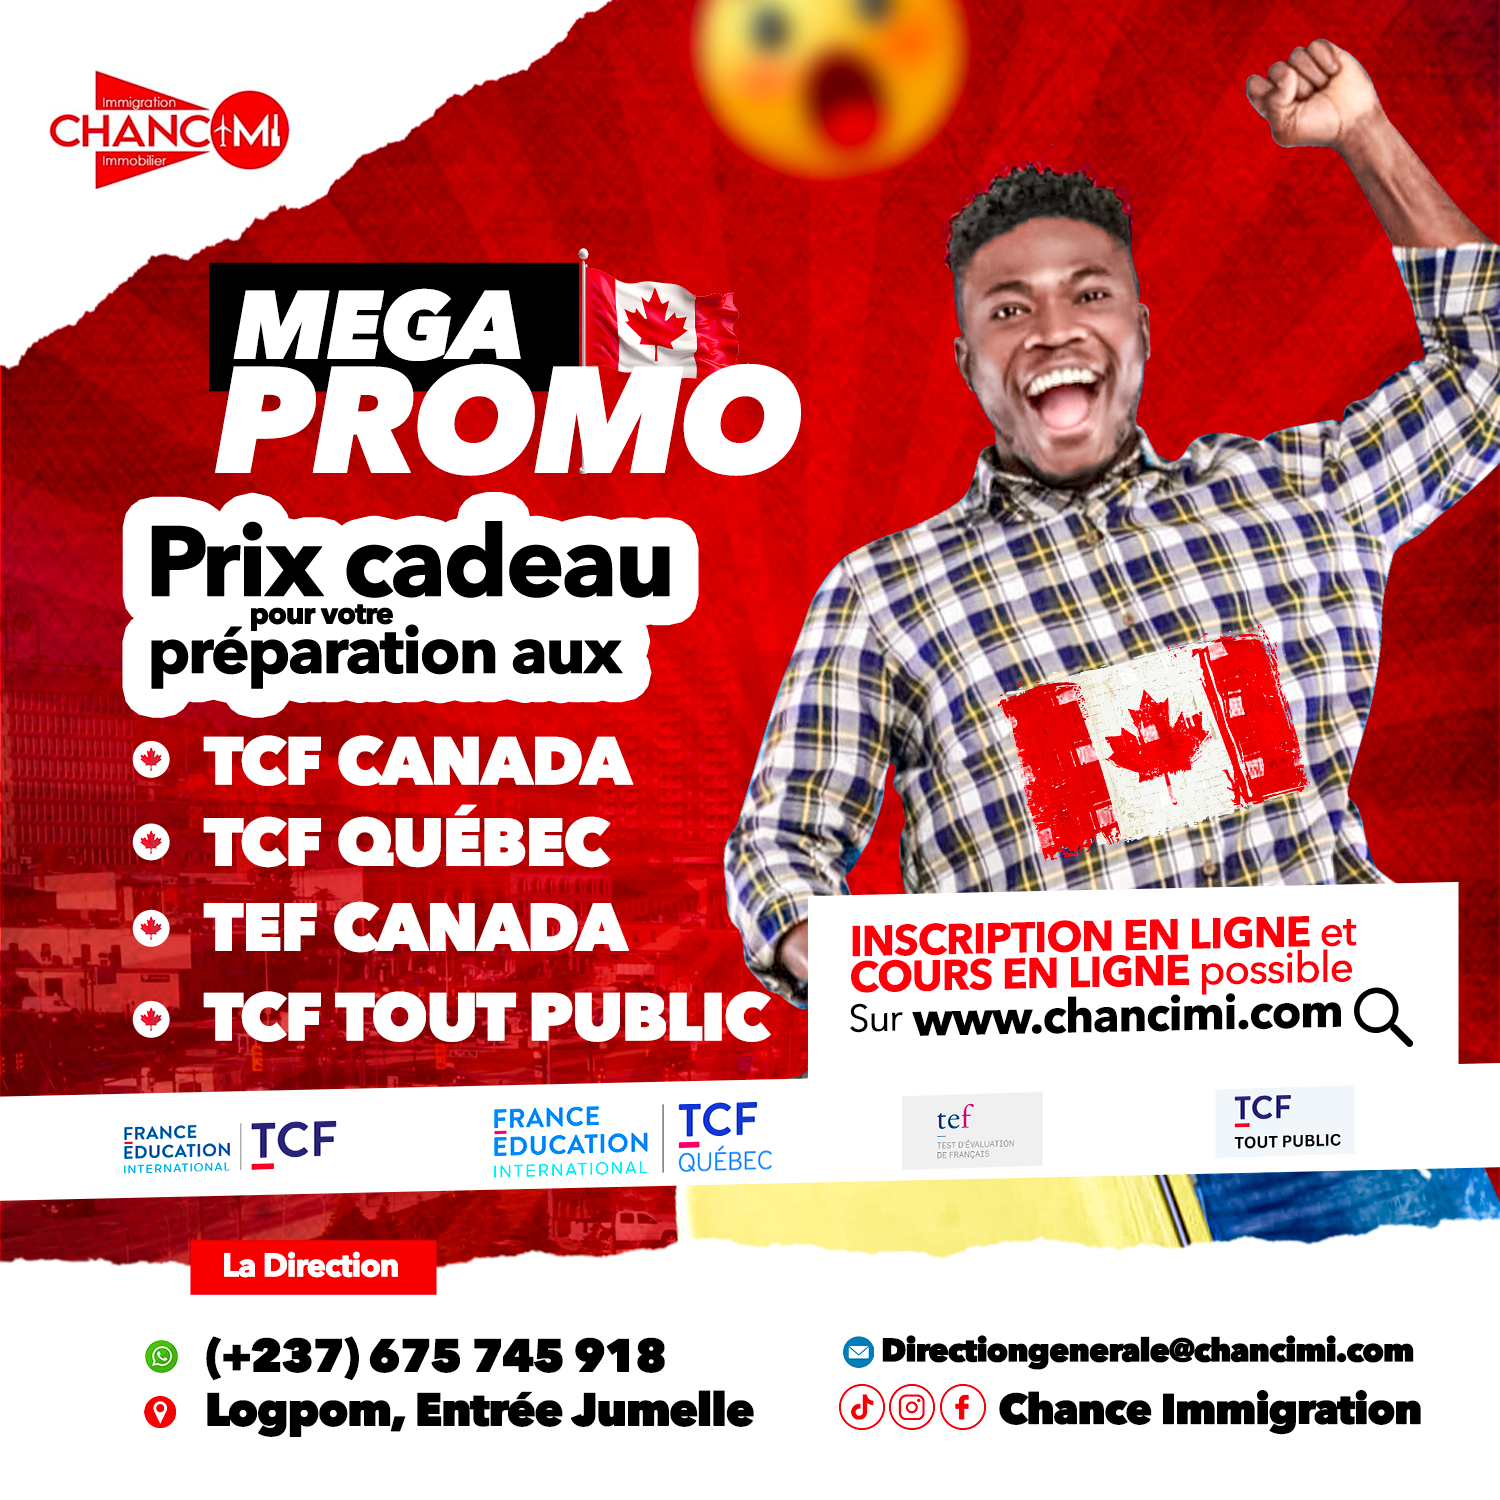 Immigration
CHANCIMI
Immobilier
MEGA
PROMO
Prix cadeau
pour votre
préparation aux
TCF CANADA
TCF QUÉBEC
TEF CANADA
TCF TOUT PUBLIC
INSCRIPTION EN LIGNE et
COURS EN LIGNE possible
Sur www.chancimi.com
FRANCE
ÉDUCATION
INTERNATIONAL
TCF
FRANCE
ÉDUCATION
INTERNATIONAL
TCF
QUÉBEC
tef
TEST D'ÉVALUATION
DE FRANÇAIS
TCF
TOUT PUBLIC
La Direction
(+237) 675 745 918
Logpom, Entrée Jumelle
Directiongenerale@chancimi.com
Chance Immigration